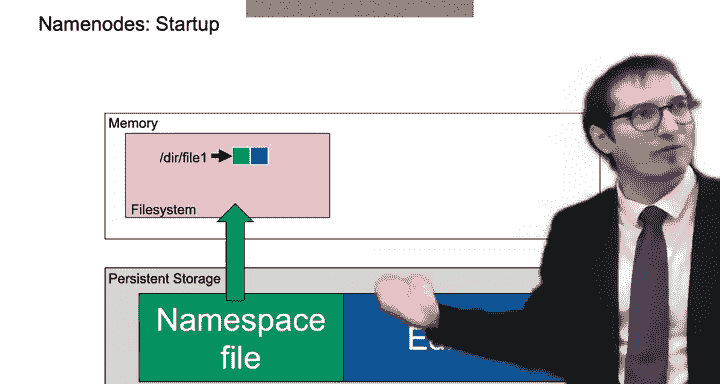 Namenodes: Startup
Memory
/dir/file1
Filesystem
Persistent Storage
Namespace
file